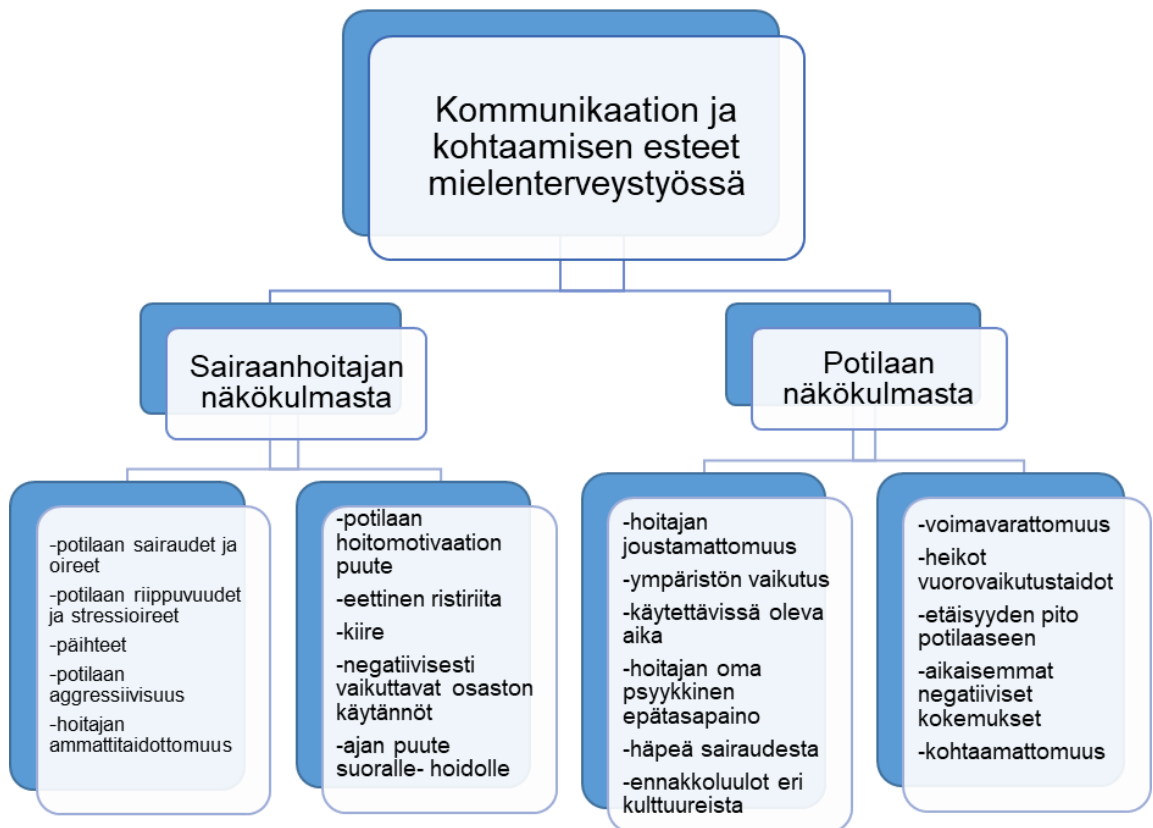 Kommunikaation ja
kohtaamisen esteet
mielenterveystyössä
Sairaanhoitajan
näkökulmasta
Potilaan
näkökulmasta
-potilaan sairaudet ja
oireet
-potilaan riippuvuudet
ja stressioireet
-päihteet
-potilaan
aggressiivisuus
-hoitajan
ammattitaidottomuus
-potilaan
hoitomotivaation
puute
-eettinen ristiriita
-kiire
-negatiivisesti
vaikuttavat osaston
käytännöt
-ajan puute
suoralle- hoidolle
-hoitajan
joustamattomuus
-ympäristön vaikutus
-käytettävissä oleva
aika
-hoitajan oma
psyykkinen
epätasapaino
-häpeä sairaudesta
-ennakkoluulot eri
kulttuureista
-voimavarattomuus
-heikot
vuorovaikutustaidot
-etäisyyden pito
potilaaseen
-aikaisemmat
negatiiviset
kokemukset
-kohtaamattomuus